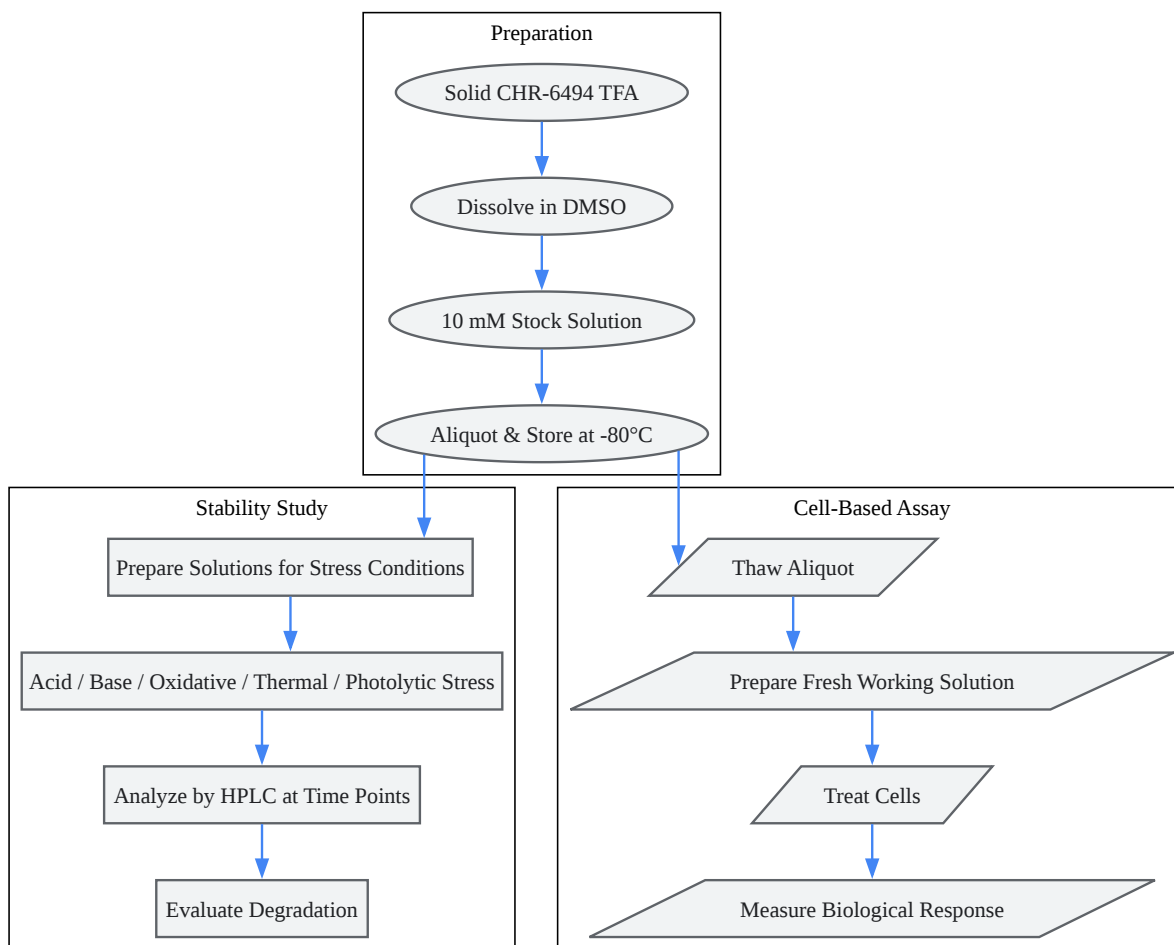 Preparation
Solid CHR-6494 TFA
Dissolve in DMSO
10 mM Stock Solution
Aliquot & Store at -80°C
Stability Study
Prepare Solutions for Stress Conditions
Acid / Base / Oxidative / Thermal / Photolytic Stress
Analyze by HPLC at Time Points
Evaluate Degradation
Cell-Based Assay
Thaw Aliquot
Prepare Fresh Working Solution
Treat Cells
Measure Biological Response